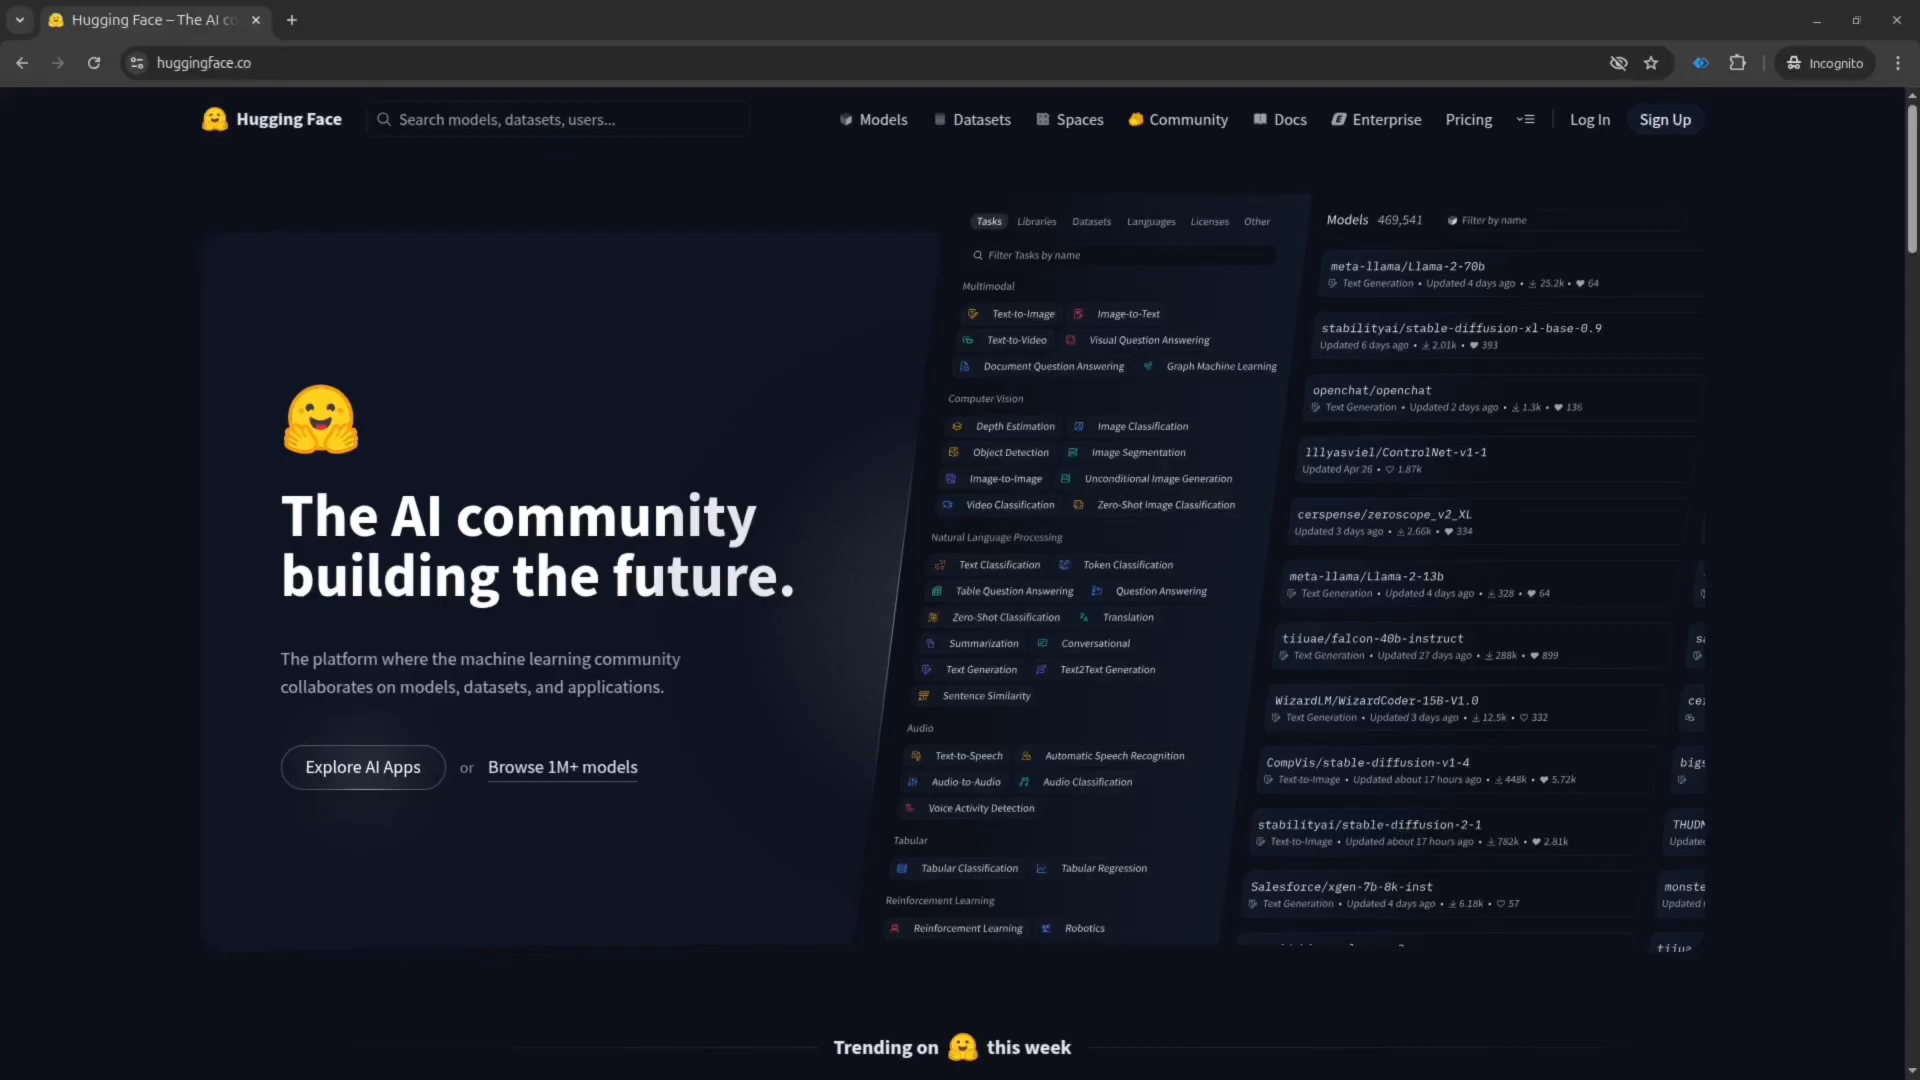 Hugging Face – The AI co
huggingface.co
Incognito
Hugging Face
Search models, datasets, users...
Models
Datasets
Spaces
Community
Docs
Enterprise
Pricing
Log In
Sign Up
The AI community
building the future.
The platform where the machine learning community
collaborates on models, datasets, and applications.
Explore AI Apps or Browse 1M+ models
Tasks Libraries Datasets Languages Licenses Other
Filter Tasks by name
Multimodal
Text-to-Image Image-to-Text
Text-to-Video Visual Question Answering
Document Question Answering Graph Machine Learning
Computer Vision
Depth Estimation Image Classification
Object Detection Image Segmentation
Image-to-Image Unconditional Image Generation
Video Classification Zero-Shot Image Classification
Natural Language Processing
Text Classification Token Classification
Table Question Answering Question Answering
Zero-Shot Classification Translation
Summarization Conversational
Text Generation Text2Text Generation
Sentence Similarity
Audio
Text-to-Speech Automatic Speech Recognition
Audio-to-Audio Audio Classification
Voice Activity Detection
Tabular
Tabular Classification Tabular Regression
Reinforcement Learning
Reinforcement Learning Robotics
Models 469,541 Filter by name
meta-llama/Llama-2-70b
Text Generation • Updated 4 days ago • 25.2k • 64
stabilityai/stable-diffusion-xl-base-0.9
Updated 6 days ago • 2.01k • 393
openchat/openchat
Text Generation • Updated 2 days ago • 1.3k • 136
lllyasviel/ControlNet-v1-1
Updated Apr 26 • 1.87k
cerspense/zeroscope_v2_XL
Updated 3 days ago • 2.66k • 334
meta-llama/Llama-2-13b
Text Generation • Updated 4 days ago • 328 • 64
tiiuae/falcon-40b-instruct
Text Generation • Updated 27 days ago • 288k • 899
WizardLM/WizardCoder-15B-V1.0
Text Generation • Updated 3 days ago • 12.5k • 332
CompVis/stable-diffusion-v1-4
Text-to-Image • Updated about 17 hours ago • 448k • 5.72k
stabilityai/stable-diffusion-2-1
Text-to-Image • Updated about 17 hours ago • 782k • 2.81k
Salesforce/xgen-7b-8k-inst
Text Generation • Updated 4 days ago • 6.18k • 57
Trending on this week